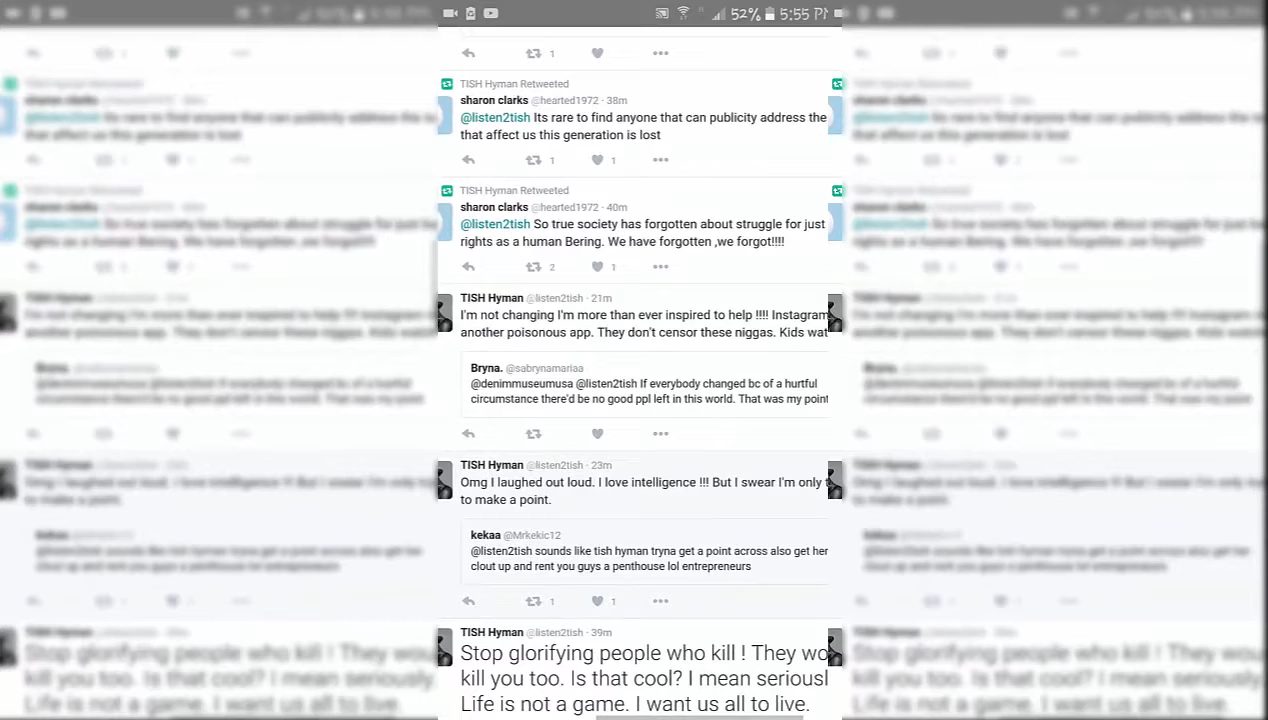 52% 5:55
1
TISH Hyman Retweeted
sharon clarks @hearted1972 · 38m
@listen2tish Its rare to find anyone that can publicity address the
that affect us this generation is lost
1 1
TISH Hyman Retweeted
sharon clarks @hearted1972 · 40m
@listen2tish So true society has forgotten about struggle for just
rights as a human Bering. We have forgotten ,we forgot!!!!
2 1
TISH Hyman @listen2tish · 21m
I'm not changing I'm more than ever inspired to help !!!! Instagram
another poisonous app. They don't censor these niggas. Kids wat
Bryna. @sabrynamariaa
@denimmuseumusa @listen2tish If everybody changed bc of a hurtful
circumstance there'd be no good ppl left in this world. That was my point
TISH Hyman @listen2tish · 23m
Omg I laughed out loud. I love intelligence !!! But I swear I'm only
to make a point.
kekaa @Mrkekic12
@listen2tish sounds like tish hyman tryna get a point across also get her
clout up and rent you guys a penthouse lol entrepreneurs
1 1
TISH Hyman @listen2tish · 39m
Stop glorifying people who kill ! They wo
kill you too. Is that cool? I mean seriousl
Life is not a game. I want us all to live.